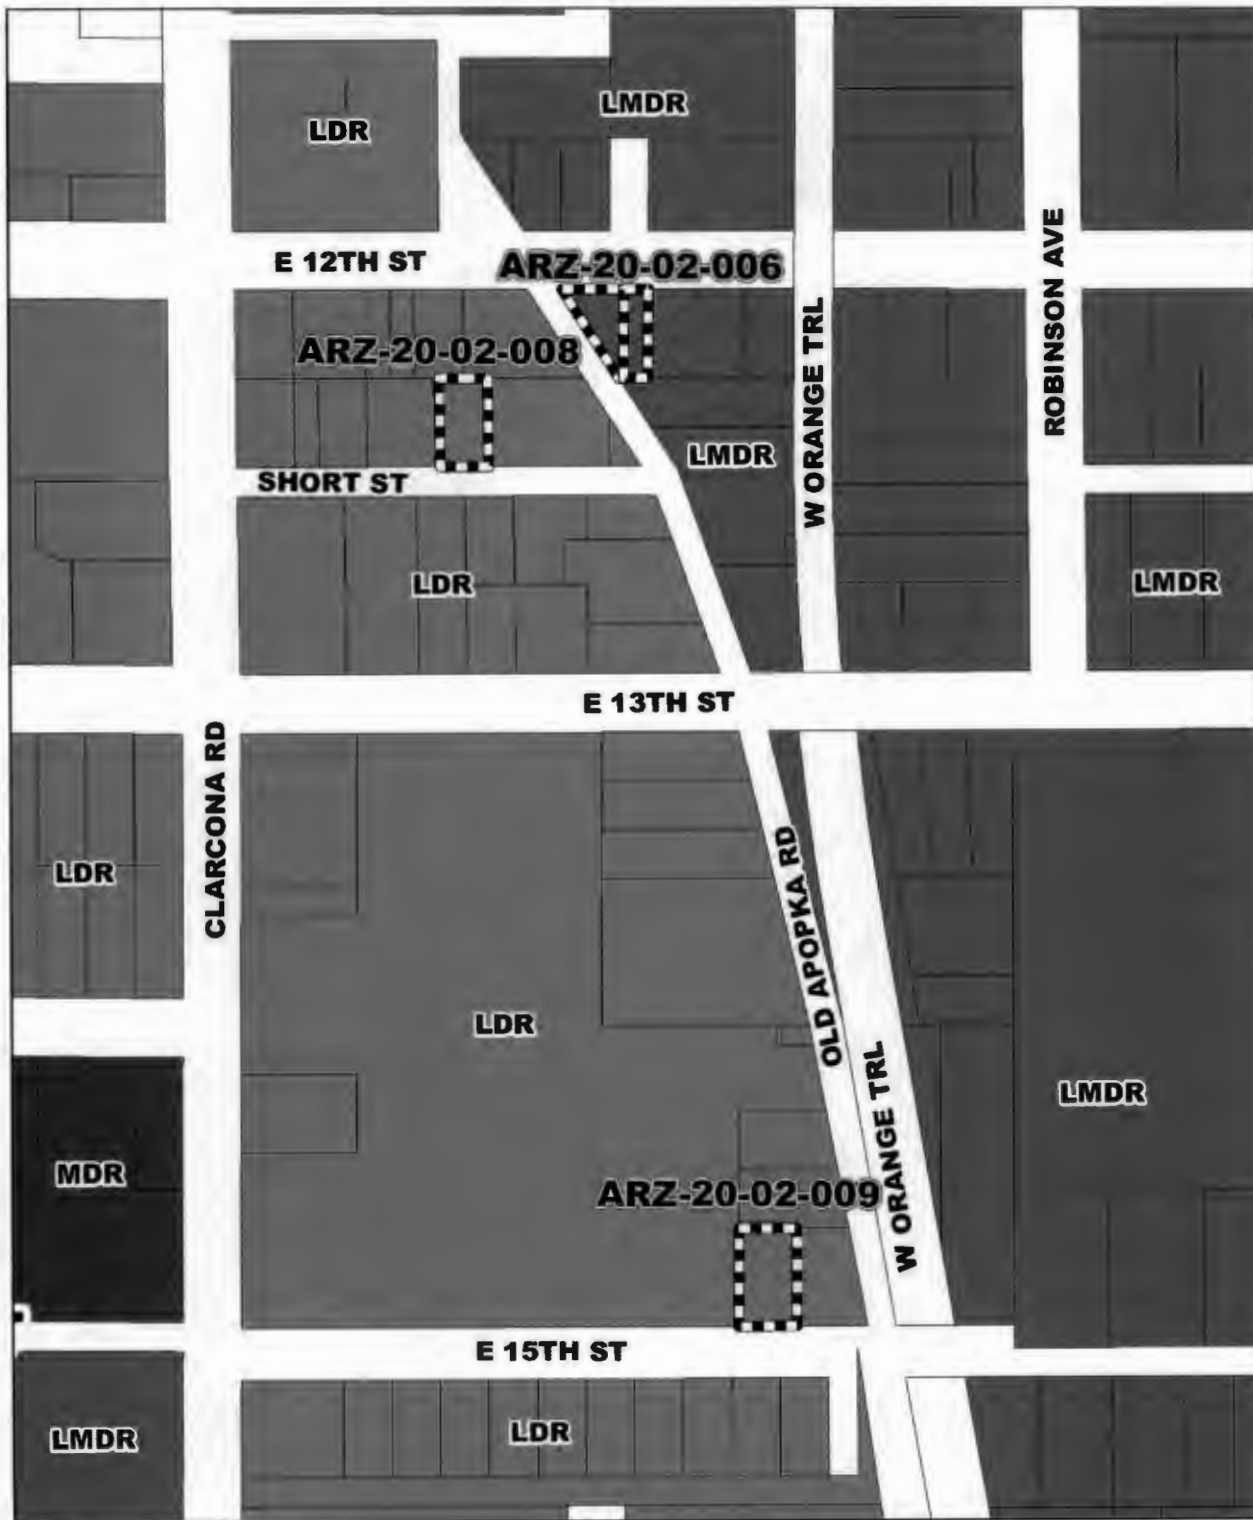 LMDR
LDR
E 12TH ST
ARZ-20-02-006
ROBINSON AVE
W ORANGE TRL
ARZ-20-02-008
LMDR
SHORT ST
LDR
LMDR
E 13TH ST
CLARCONA RD
LDR
OLD APOPKA RD
LDR
W ORANGE TRL
LMDR
MDR
ARZ-20-02-009
E 15TH ST
LDR
LMDR